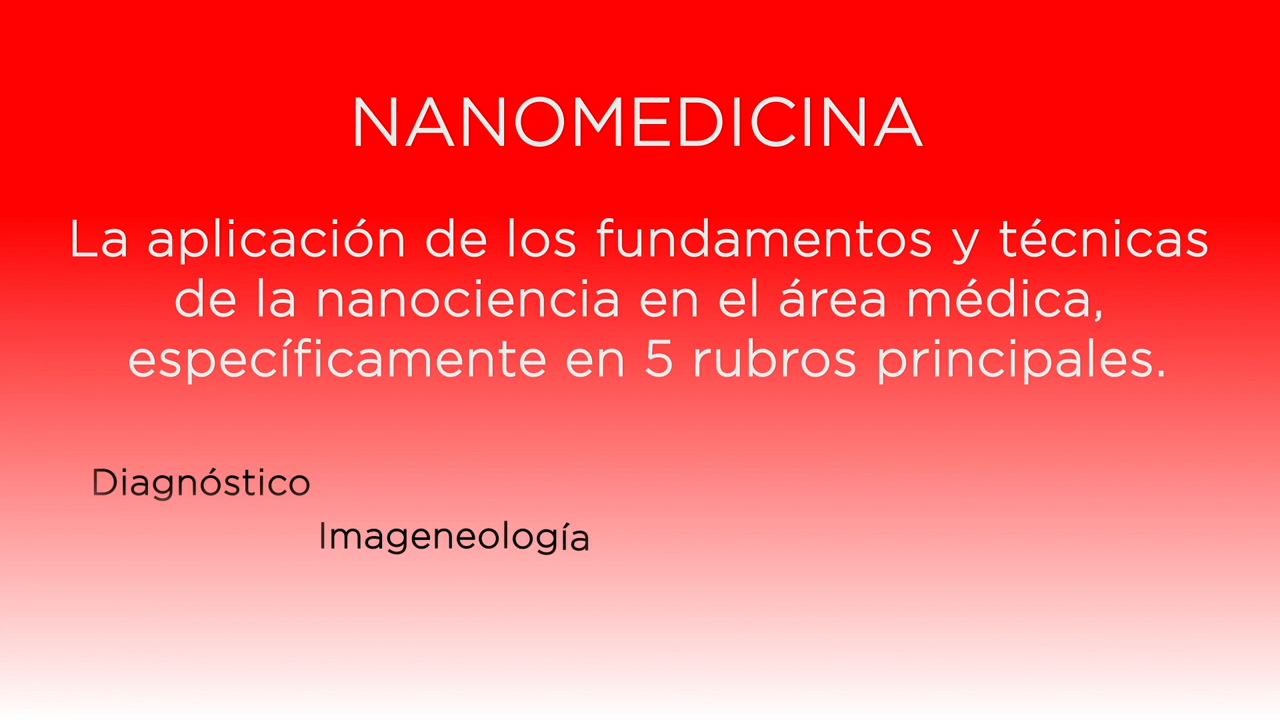 NANOMEDICINA
La aplicación de los fundamentos y técnicas
de la nanociencia en el área médica,
específicamente en 5 rubros principales.
Diagnóstico
Imageneología